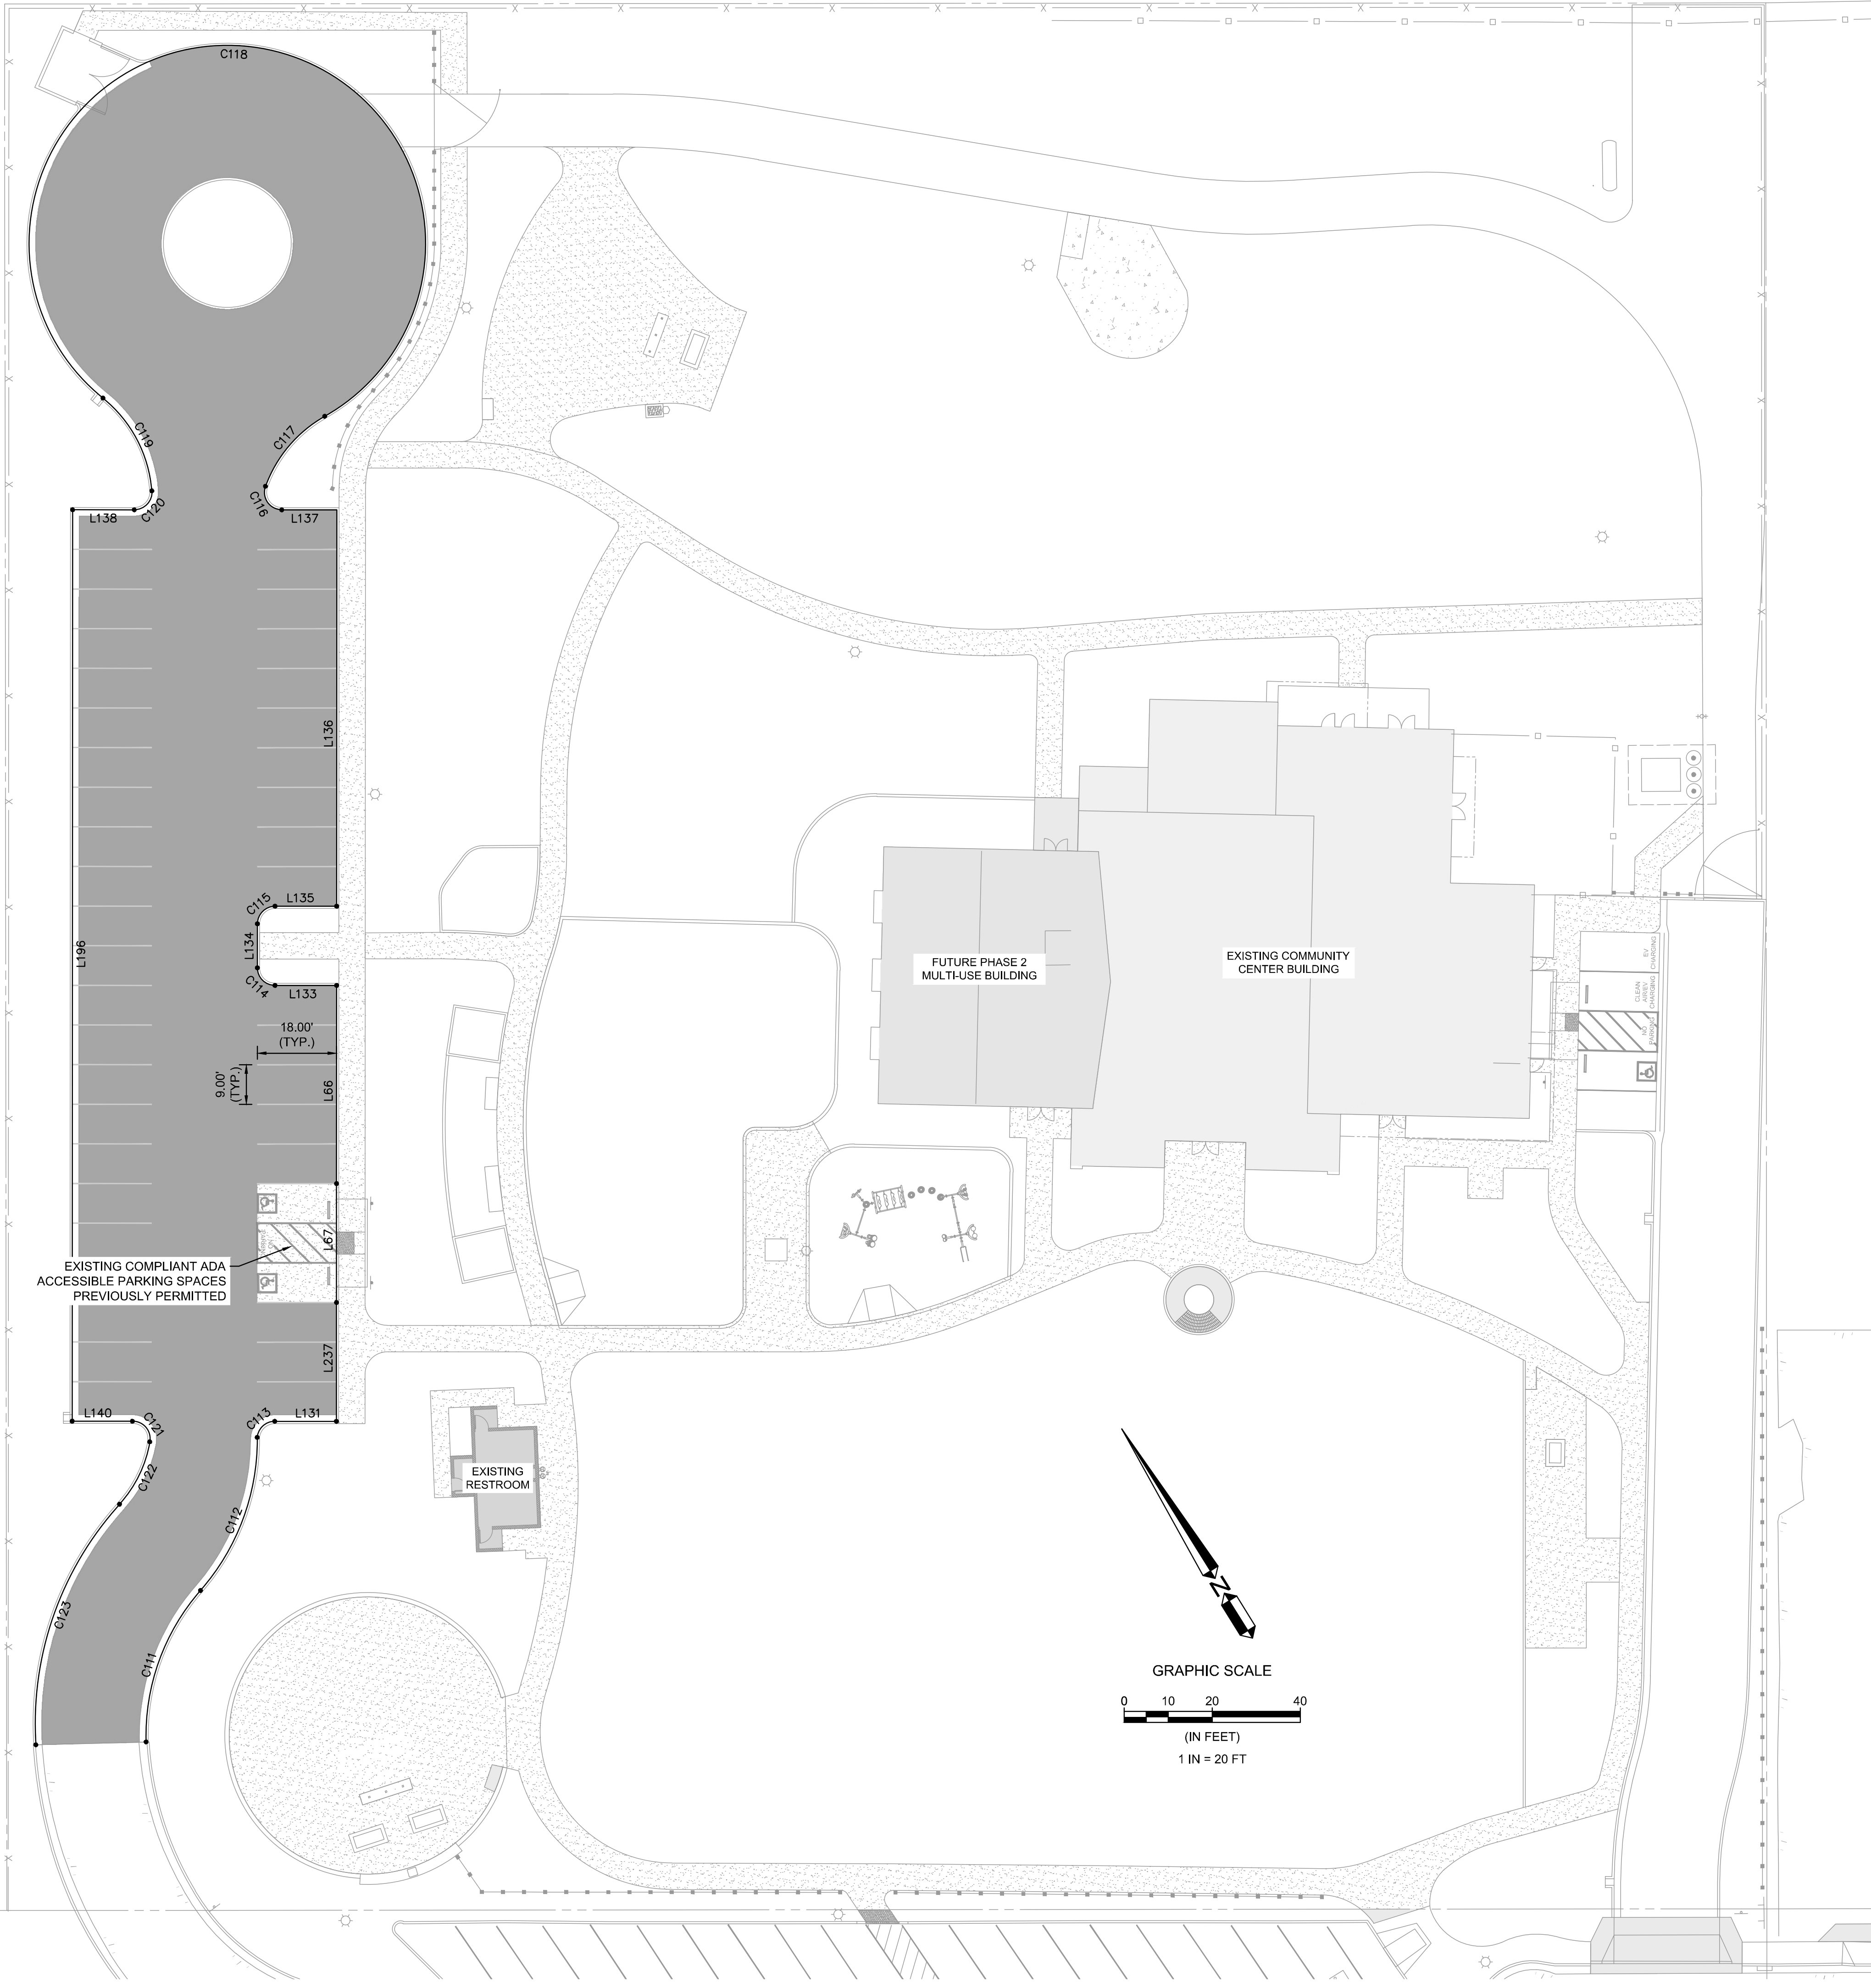 C118
C119
C117
C116
C120
L138
L137
L136
L196
C115
L135
L134
C114
L133
18.00'
(TYP.)
9.00'
(TYP.)
L66
L67
EXISTING COMPLIANT ADA
ACCESSIBLE PARKING SPACES
PREVIOUSLY PERMITTED
L237
L140
C121
C113
L131
C122
C112
C123
C111
FUTURE PHASE 2
MULTI-USE BUILDING
EXISTING COMMUNITY
CENTER BUILDING
EV
CHARGING
CLEAN
AIR/EV
CHARGING
NO
PARKING
EXISTING
RESTROOM
N
GRAPHIC SCALE
0 10 20 40
(IN FEET)
1 IN = 20 FT